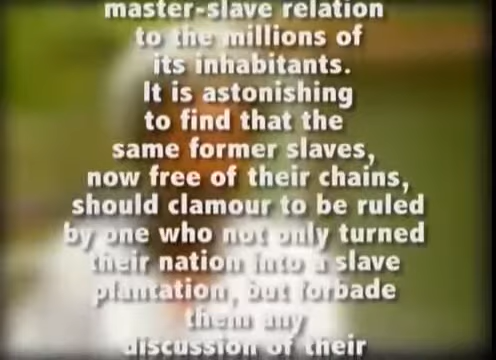 master-slave relation
to the millions of
its inhabitants.
It is astonishing
to find that the
same former slaves,
now free of their chains,
should clamour to be ruled
by one who not only turned
their nation into a slave
plantation, but forbade
them any
discussion of their